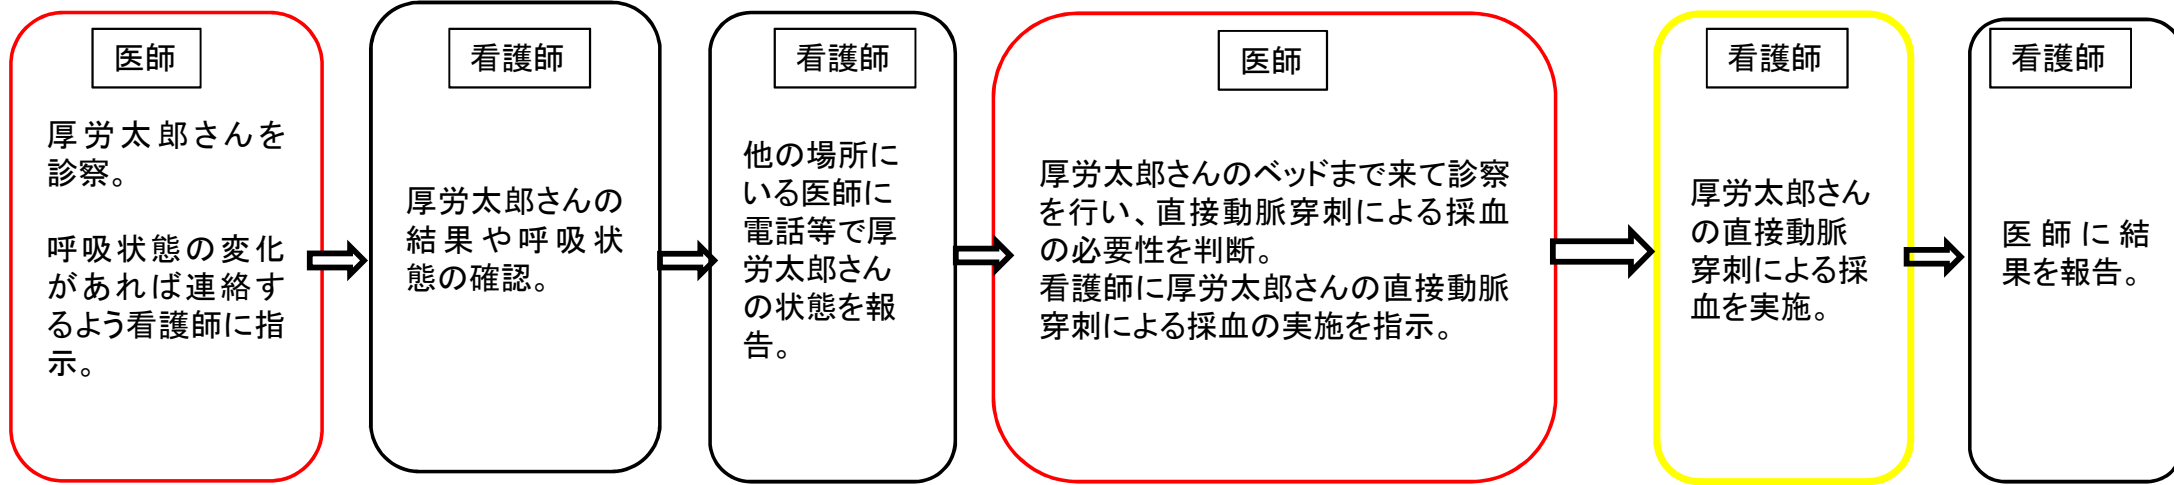 医師
厚労太郎さんを
診察。
呼吸状態の変化
があれば連絡す
るよう看護師に指
示。
看護師
厚労太郎さんの
結果や呼吸状
態の確認。
看護師
他の場所に
いる医師に
電話等で厚
労太郎さん
の状態を報
告。
医師
厚労太郎さんのベッドまで来て診察
を行い、直接動脈穿刺による採血
の必要性を判断。
看護師に厚労太郎さんの直接動脈
穿刺による採血の実施を指示。
看護師
厚労太郎さん
の直接動脈
穿刺による採
血を実施。
看護師
医師に結
果を報告。